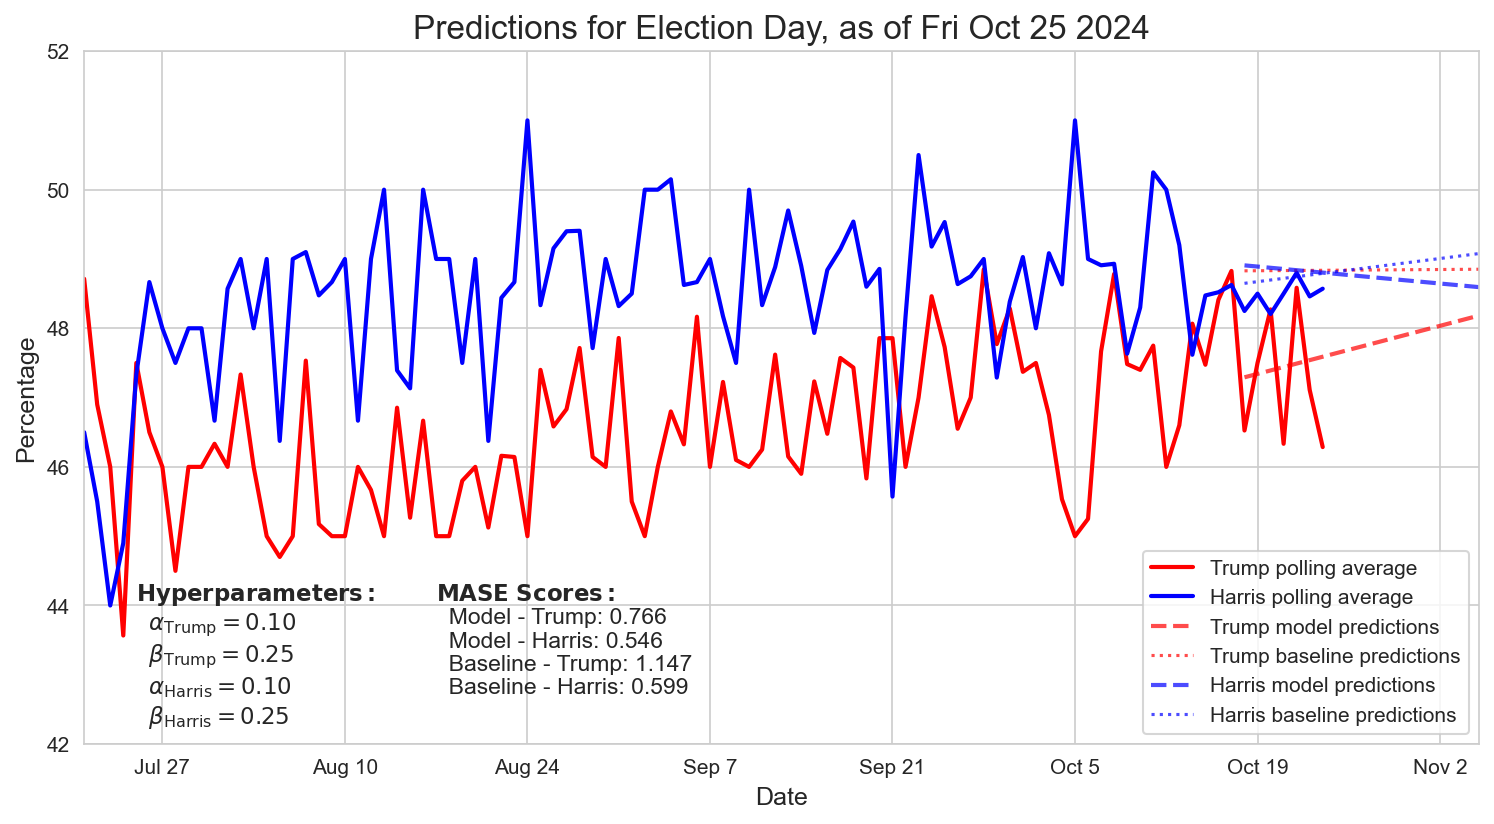 Predictions for Election Day, as of Fri Oct 25 2024
52
50
48
46
44
42
Percentage
Hyperparameters:
α_Trump = 0.10
β_Trump = 0.25
α_Harris = 0.10
β_Harris = 0.25
MASE Scores:
Model - Trump: 0.766
Model - Harris: 0.546
Baseline - Trump: 1.147
Baseline - Harris: 0.599
Trump polling average
Harris polling average
Trump model predictions
Trump baseline predictions
Harris model predictions
Harris baseline predictions
Jul 27 Aug 10 Aug 24 Sep 7 Sep 21 Oct 5 Oct 19 Nov 2
Date